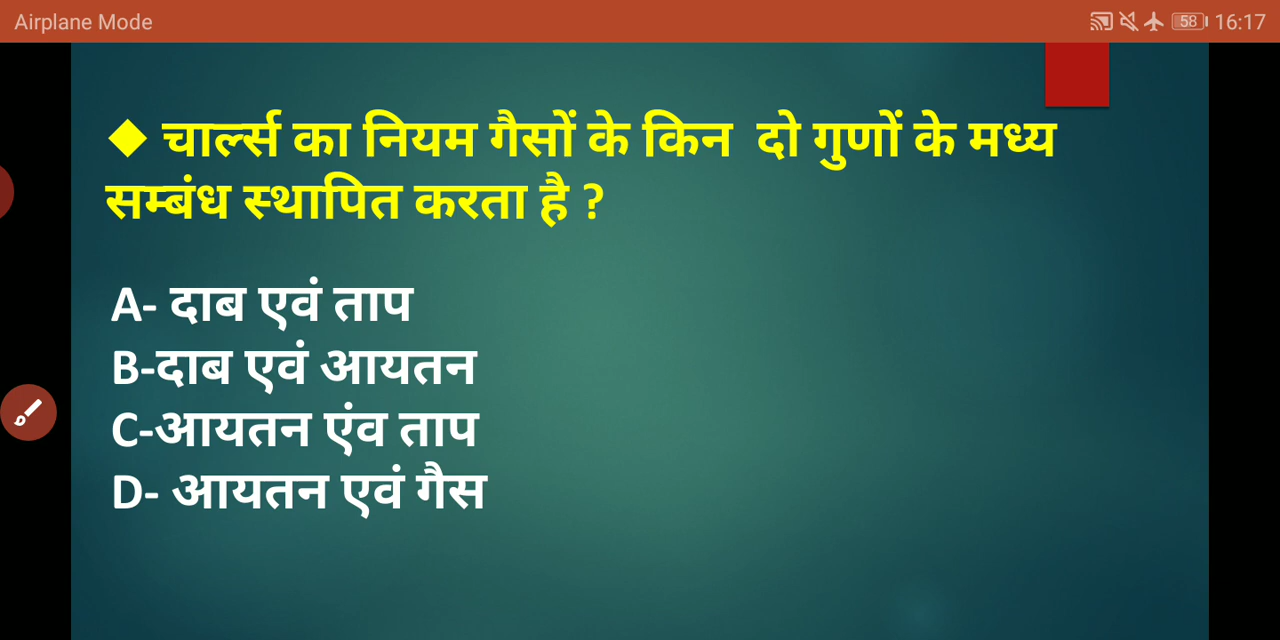 Airplane Mode 58 16:17
◆ चार्ल्स का नियम गैसों के किन दो गुणों के मध्य
सम्बंध स्थापित करता है ?
A- दाब एवं ताप
B-दाब एवं आयतन
C-आयतन एंव ताप
D- आयतन एवं गैस